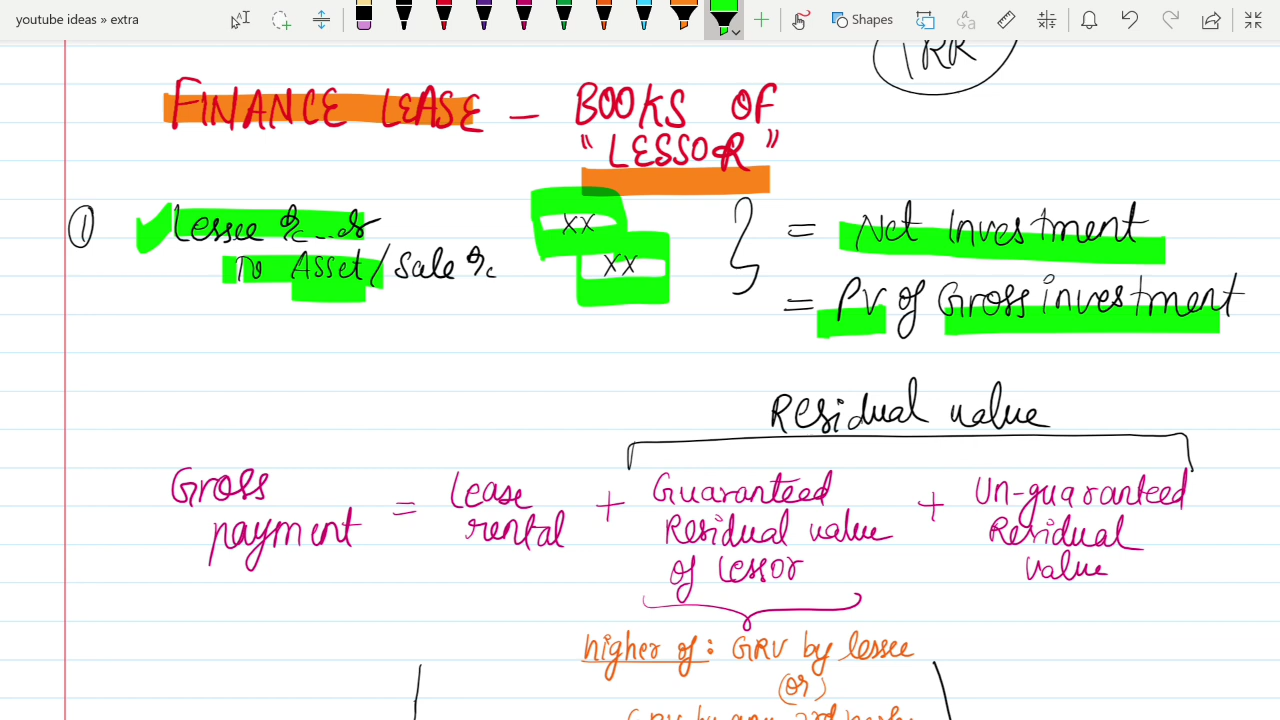 youtube ideas » extra
Shapes
IRR
FINANCE LEASE – BOOKS OF
"LESSOR"
① Lessee a/c...dr XX } = Net Investment
To Asset/Sale a/c XX = PV of Gross investment
Residual value
Gross payment = Lease rental + Guaranteed Residual value of lessor + Un-guaranteed Residual value
higher of: GRV by lessee
(or)